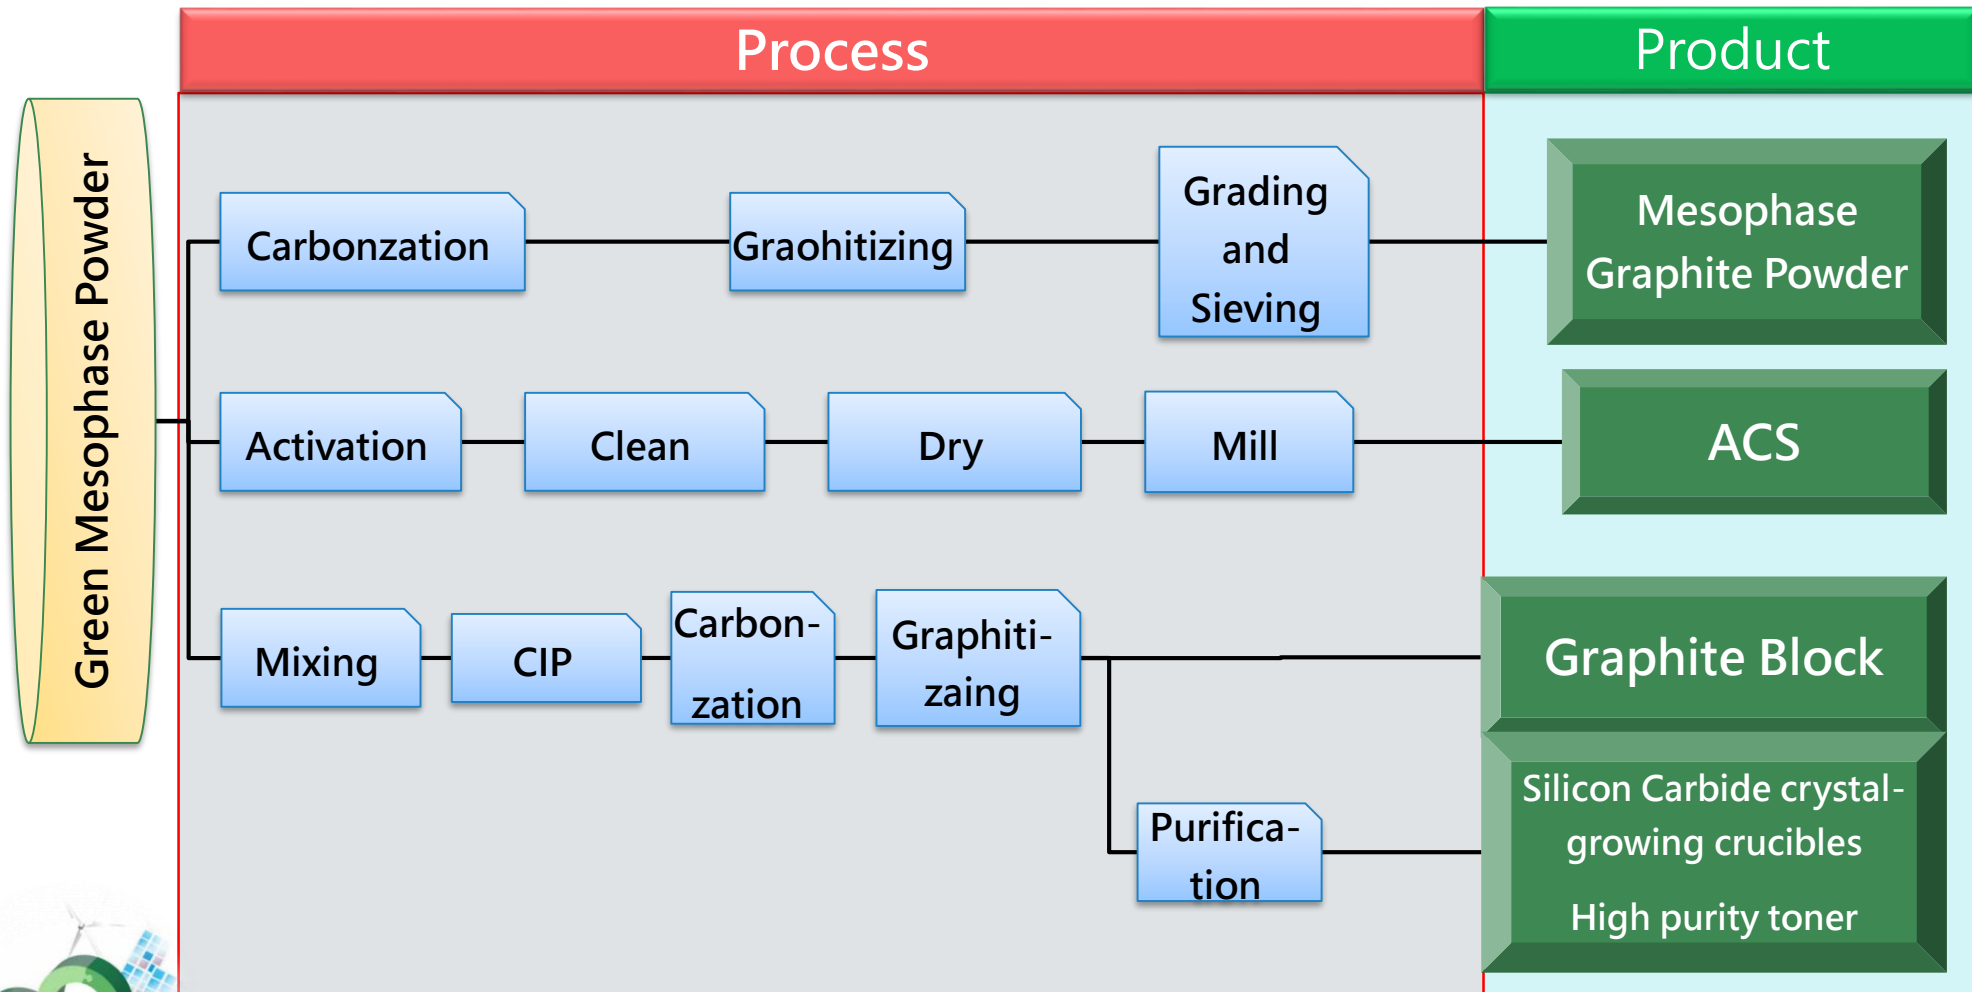 Process
Product
Green Mesophase Powder
Carbonzation
Graohitizing
Grading
and
Sieving
Mesophase
Graphite Powder
Activation
Clean
Dry
Mill
ACS
Mixing
CIP
Carbon-
zation
Graphiti-
zaing
Graphite Block
Purifica-
tion
Silicon Carbide crystal-
growing crucibles
High purity toner